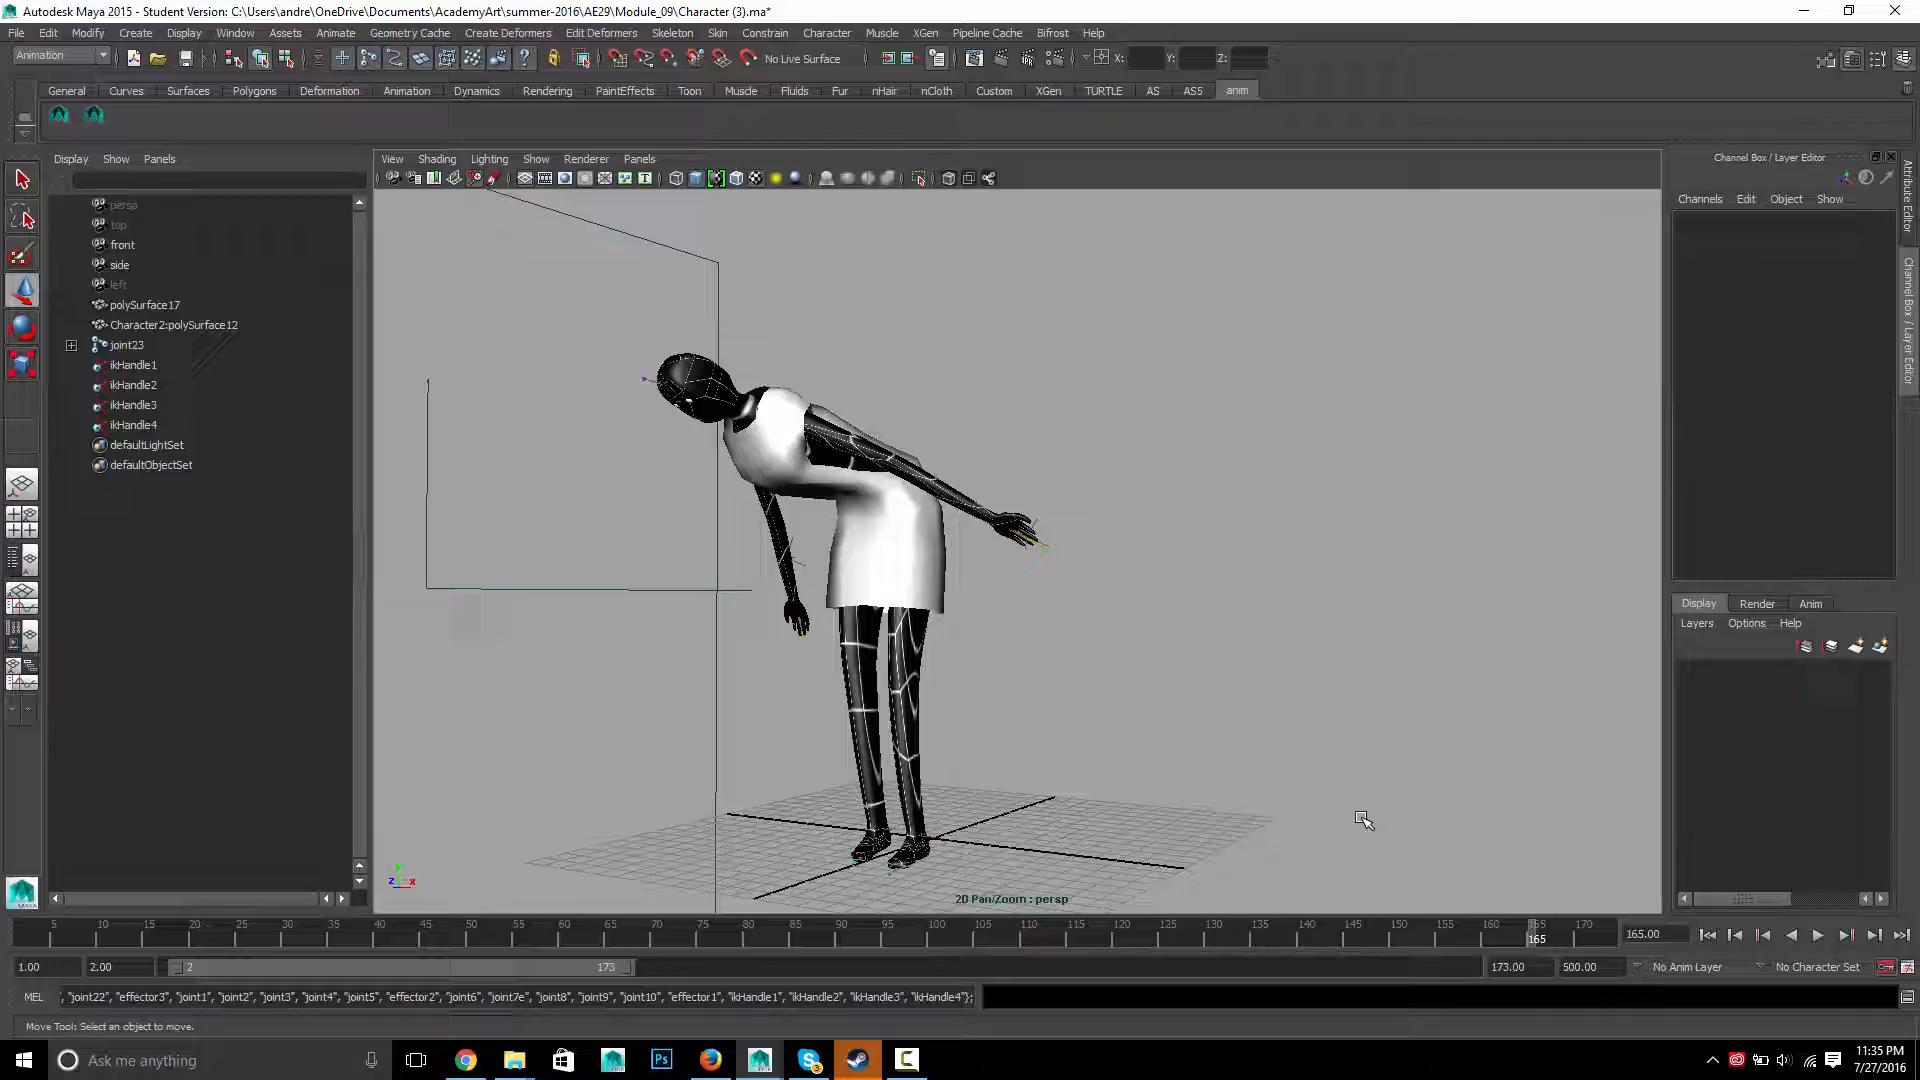 Autodesk Maya 2015 - Student Version: C:\Users\andre\OneDrive\Documents\AcademyArt\summer-2016\AE29\Module_09\Character (3).ma*
File Edit Modify Create Display Window Assets Animate Geometry Cache Create Deformers Edit Deformers Skeleton Skin Constrain Character Muscle XGen Pipeline Cache Bifrost Help
Animation No Live Surface X: Y: Z:
General Curves Surfaces Polygons Deformation Animation Dynamics Rendering PaintEffects Toon Muscle Fluids Fur nHair nCloth Custom XGen TURTLE AS AS5 anim
Display Show Panels
View Shading Lighting Show Renderer Panels
Channel Box / Layer Editor
Channels Edit Object Show
Attribute Editor
Channel Box / Layer Editor
persp
top
front
side
left
polySurface17
Character2:polySurface12
joint23
ikHandle1
ikHandle2
ikHandle3
ikHandle4
defaultLightSet
defaultObjectSet
Display Render Anim
Layers Options Help
z x
2D Pan/Zoom : persp
5 10 15 20 25 30 35 40 45 50 55 60 65 70 75 80 85 90 95 100 105 110 115 120 125 130 135 140 145 150 155 160 165 170
165
165.00
1.00 2.00 2 173 173.00 500.00 No Anim Layer No Character Set
MEL , "joint22", "effector3", "joint1", "joint2", "joint3", "joint4", "joint5", "effector2", "joint6", "joint7e", "joint8", "joint9", "joint10", "effector1", "ikHandle1", "ikHandle2", "ikHandle3", "ikHandle4"};
Move Tool: Select an object to move.
Ask me anything
Ps
3
11:35 PM
7/27/2016